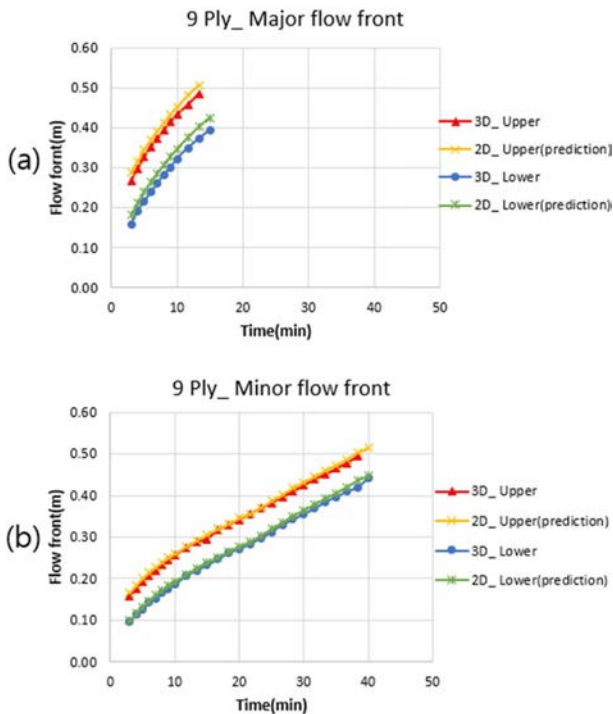 9 Ply_ Major flow front
(a)
Flow fornt(m)
0.60
0.50
0.40
0.30
0.20
0.10
0.00
0 10 20 30 40 50
Time(min)
3D_ Upper
2D_ Upper(prediction)
3D_ Lower
2D_ Lower(prediction)
9 Ply_ Minor flow front
(b)
Flow front(m)
0.60
0.50
0.40
0.30
0.20
0.10
0.00
0 10 20 30 40 50
Time(min)
3D_ Upper
2D_ Upper(prediction)
3D_ Lower
2D_ Lower(prediction)